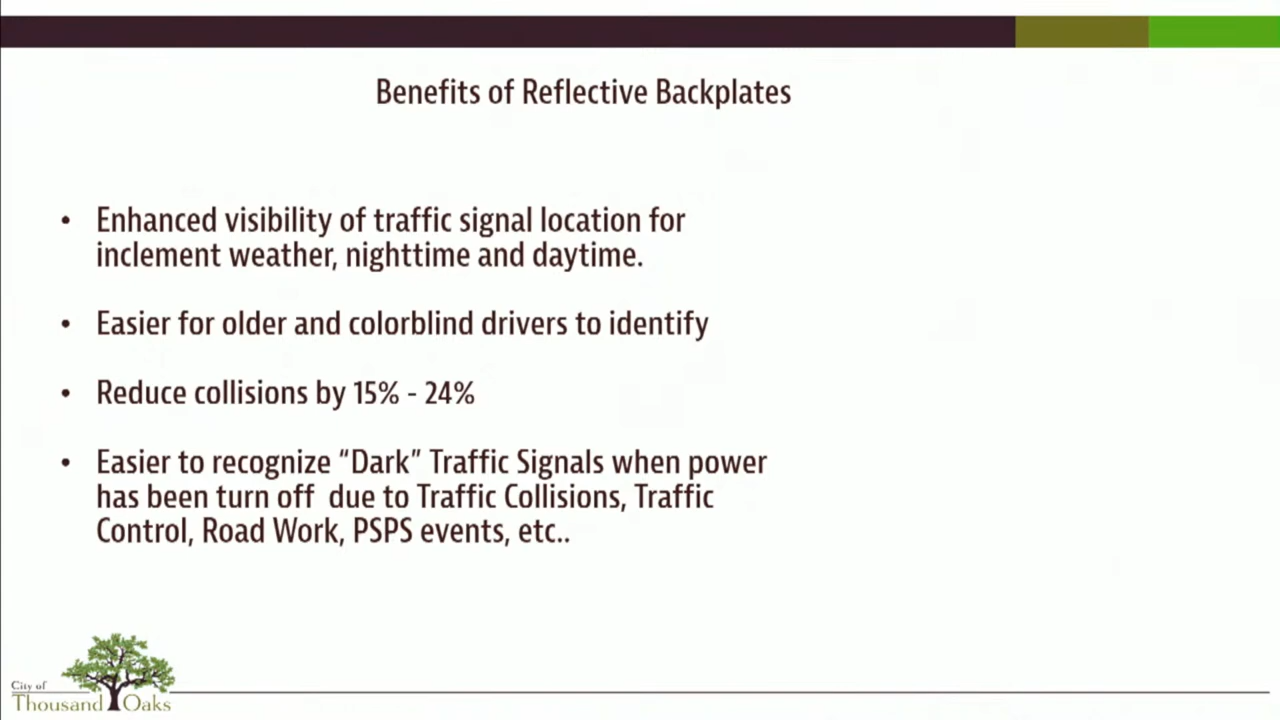 Benefits of Reflective Backplates
• Enhanced visibility of traffic signal location for
inclement weather, nighttime and daytime.
• Easier for older and colorblind drivers to identify
• Reduce collisions by 15% - 24%
• Easier to recognize “Dark” Traffic Signals when power
has been turn off  due to Traffic Collisions, Traffic
Control, Road Work, PSPS events, etc..
City of
Thousand Oaks